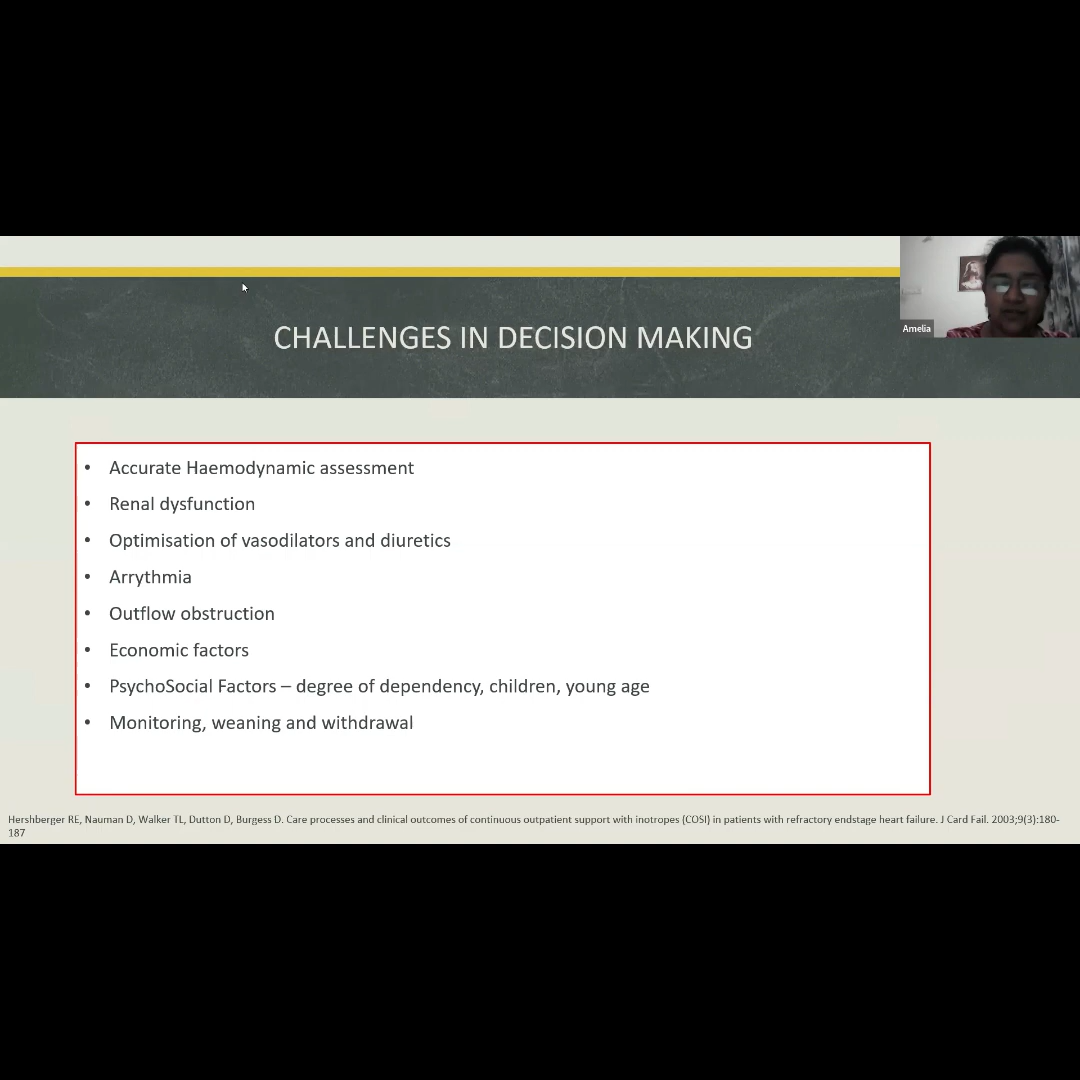 Amelia
CHALLENGES IN DECISION MAKING
• Accurate Haemodynamic assessment
• Renal dysfunction
• Optimisation of vasodilators and diuretics
• Arrythmia
• Outflow obstruction
• Economic factors
• PsychoSocial Factors – degree of dependency, children, young age
• Monitoring, weaning and withdrawal
Hershberger RE, Nauman D, Walker TL, Dutton D, Burgess D. Care processes and clinical outcomes of continuous outpatient support with inotropes (COSI) in patients with refractory endstage heart failure. J Card Fail. 2003;9(3):180-
187